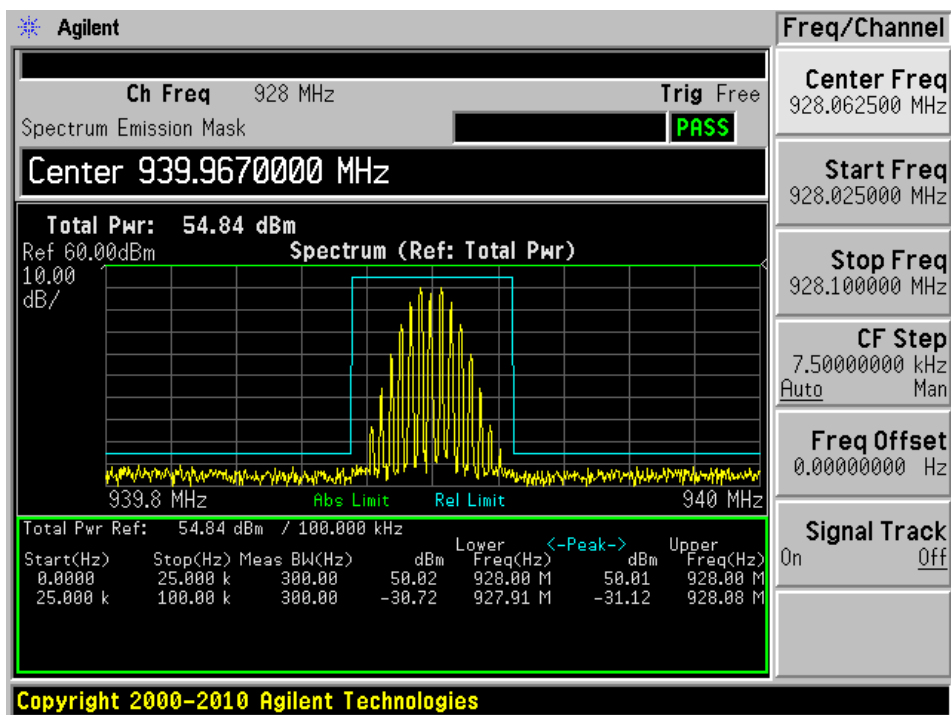 Agilent
Freq/Channel
Ch Freq 928 MHz Trig Free
Spectrum Emission Mask PASS
Center 939.9670000 MHz
Total Pwr: 54.84 dBm
Ref 60.00dBm Spectrum (Ref: Total Pwr)
10.00
dB/
939.8 MHz Abs Limit Rel Limit 940 MHz
Total Pwr Ref: 54.84 dBm / 100.000 kHz
Lower <-Peak-> Upper
Start(Hz) Stop(Hz) Meas BW(Hz) dBm Freq(Hz) dBm Freq(Hz)
0.0000 25.000 k 300.00 50.02 928.00 M 50.01 928.00 M
25.000 k 100.00 k 300.00 -30.72 927.91 M -31.12 928.08 M
Center Freq
928.062500 MHz
Start Freq
928.025000 MHz
Stop Freq
928.100000 MHz
CF Step
7.50000000 kHz
Auto Man
Freq Offset
0.00000000 Hz
Signal Track
On Off
Copyright 2000-2010 Agilent Technologies